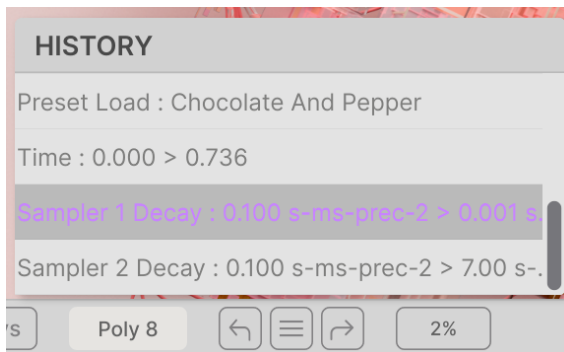 HISTORY
Preset Load : Chocolate And Pepper
Time : 0.000 > 0.736
Sampler 1 Decay : 0.100 s-ms-prec-2 > 0.001 s.
Sampler 2 Decay : 0.100 s-ms-prec-2 > 7.00 s-.
Poly 8
2%